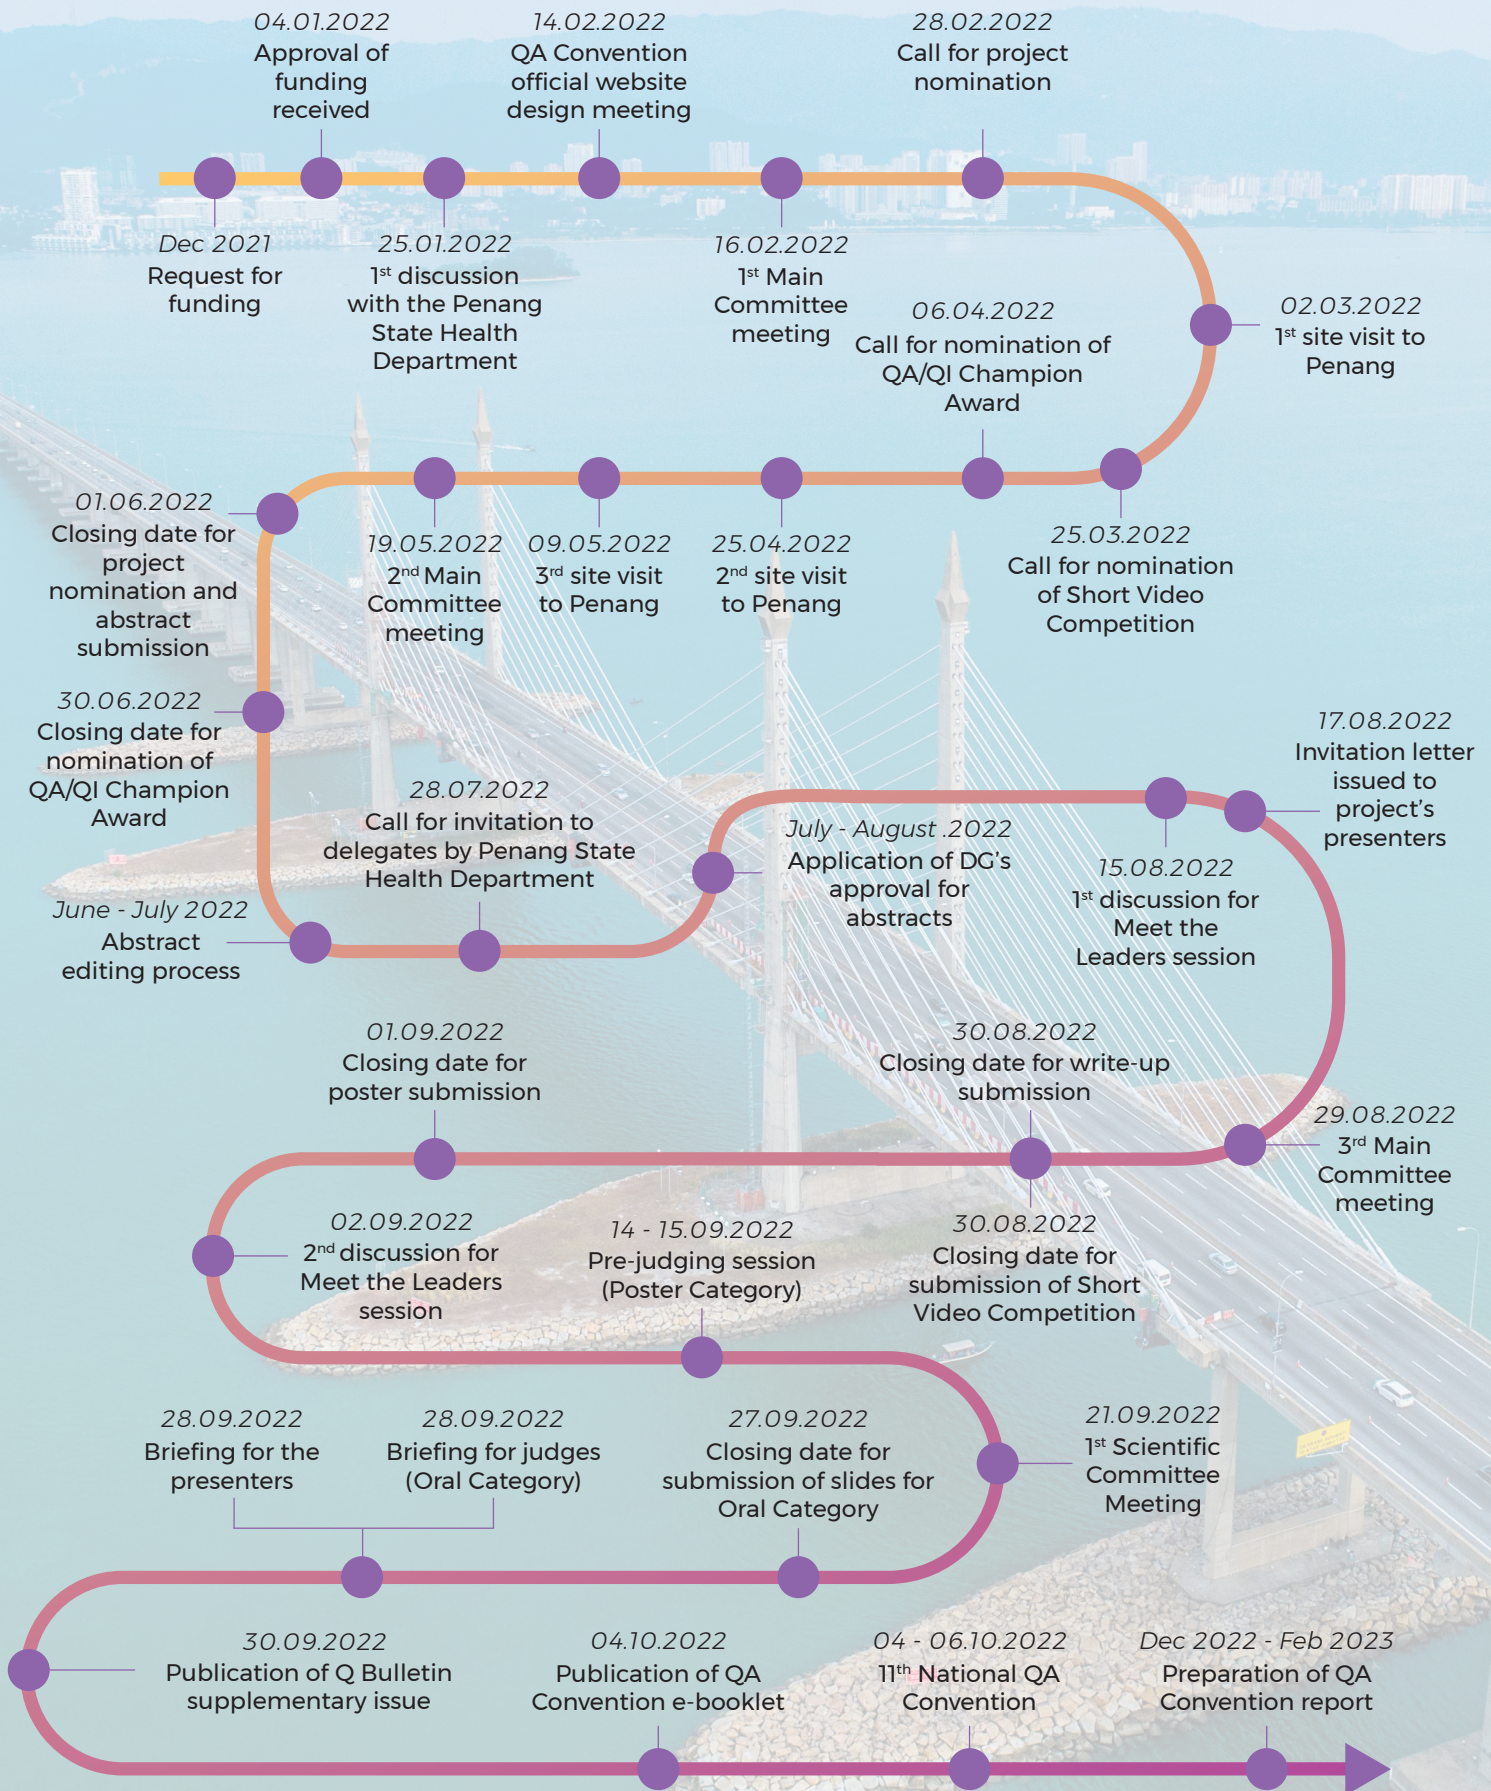 04.01.2022
Approval of
funding
received
14.02.2022
QA Convention
official website
design meeting
28.02.2022
Call for project
nomination
Dec 2021
Request for
funding
25.01.2022
1st discussion
with the Penang
State Health
Department
16.02.2022
1st Main
Committee
meeting
02.03.2022
1st site visit to
Penang
06.04.2022
Call for nomination of
QA/QI Champion
Award
25.03.2022
Call for nomination
of Short Video
Competition
25.04.2022
2nd site visit
to Penang
09.05.2022
3rd site visit
to Penang
19.05.2022
2nd Main
Committee
meeting
01.06.2022
Closing date for
project
nomination and
abstract
submission
30.06.2022
Closing date for
nomination of
QA/QI Champion
Award
June - July 2022
Abstract
editing process
28.07.2022
Call for invitation to
delegates by Penang State
Health Department
July - August .2022
Application of DG’s
approval for
abstracts
15.08.2022
1st discussion for
Meet the
Leaders session
17.08.2022
Invitation letter
issued to
project’s
presenters
29.08.2022
3rd Main
Committee
meeting
30.08.2022
Closing date for write-up
submission
30.08.2022
Closing date for
submission of Short
Video Competition
01.09.2022
Closing date for
poster submission
02.09.2022
2nd discussion for
Meet the Leaders
session
14 - 15.09.2022
Pre-judging session
(Poster Category)
21.09.2022
1st Scientific
Committee
Meeting
27.09.2022
Closing date for
submission of slides for
Oral Category
28.09.2022
Briefing for judges
(Oral Category)
28.09.2022
Briefing for the
presenters
30.09.2022
Publication of Q Bulletin
supplementary issue
04.10.2022
Publication of QA
Convention e-booklet
04 - 06.10.2022
11th National QA
Convention
Dec 2022 - Feb 2023
Preparation of QA
Convention report